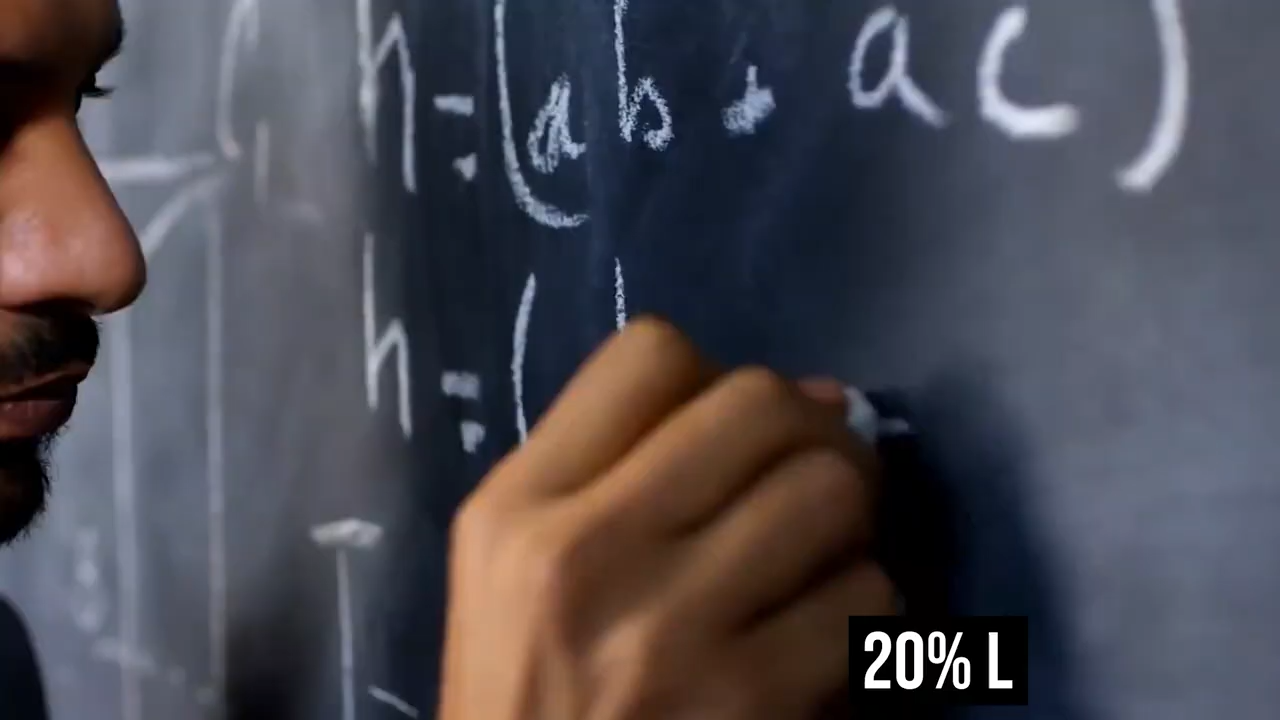 h = (ab · ac)
h = (
20% L